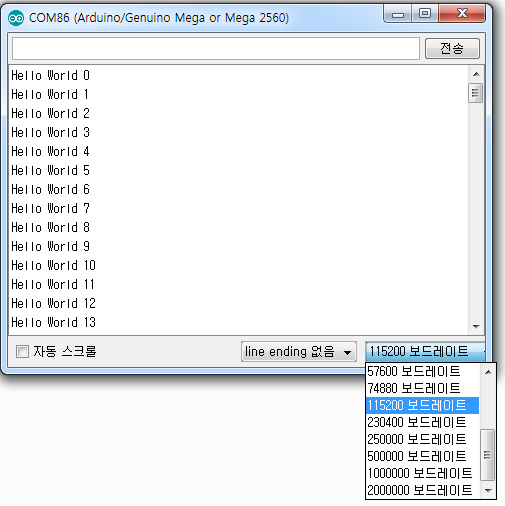 COM86 (Arduino/Genuino Mega or Mega 2560)
전송
Hello World 0
Hello World 1
Hello World 2
Hello World 3
Hello World 4
Hello World 5
Hello World 6
Hello World 7
Hello World 8
Hello World 9
Hello World 10
Hello World 11
Hello World 12
Hello World 13
자동 스크롤
line ending 없음
115200 보드레이트
57600 보드레이트
74880 보드레이트
115200 보드레이트
230400 보드레이트
250000 보드레이트
500000 보드레이트
1000000 보드레이트
2000000 보드레이트